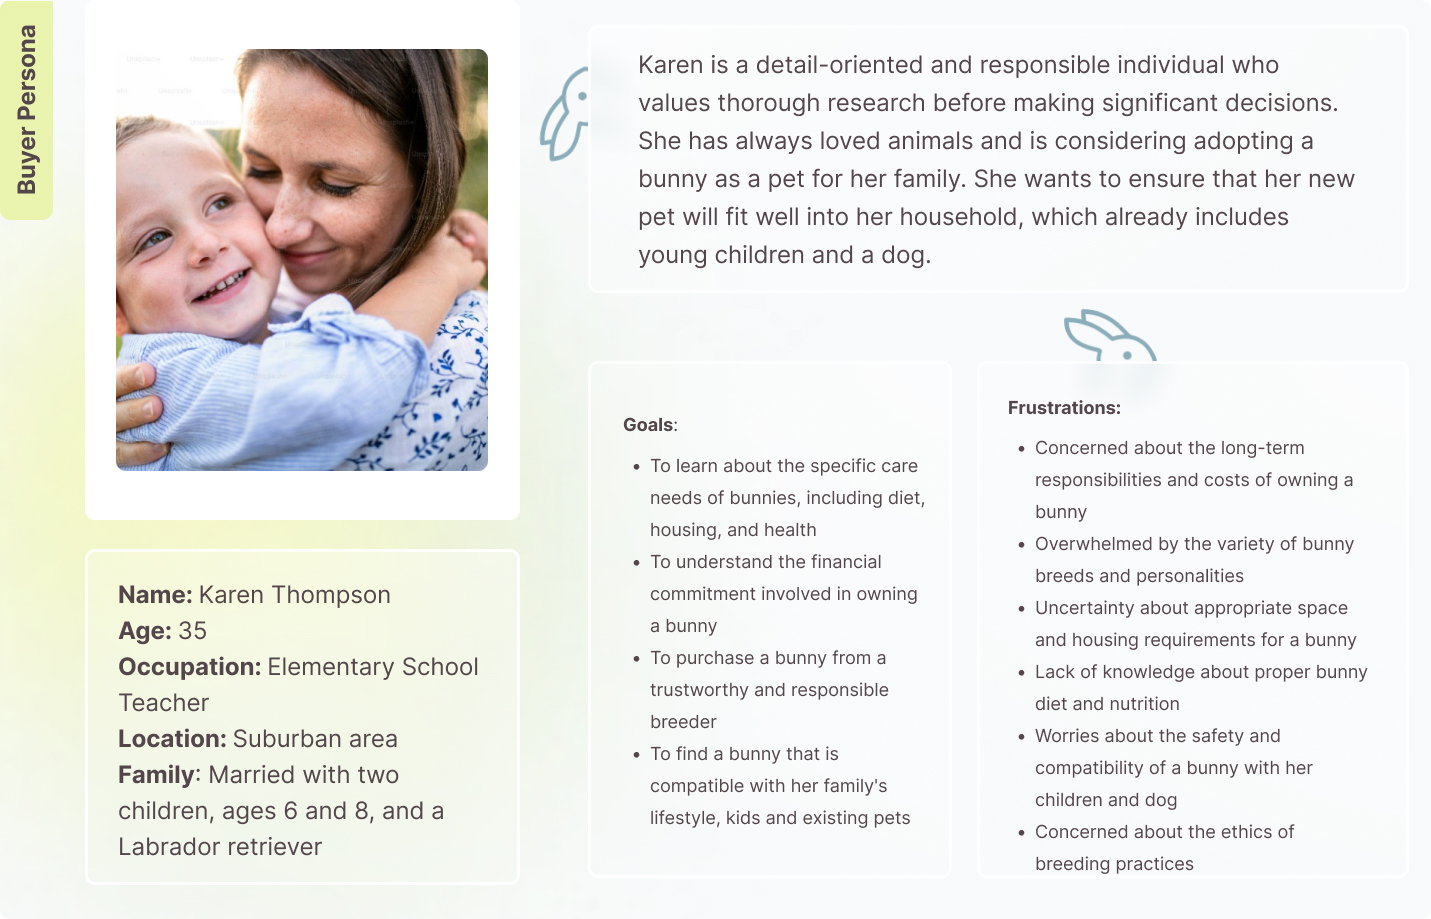 Buyer Persona
Karen is a detail-oriented and responsible individual who
values thorough research before making significant decisions.
She has always loved animals and is considering adopting a
bunny as a pet for her family. She wants to ensure that her new
pet will fit well into her household, which already includes
young children and a dog.
Name: Karen Thompson
Age: 35
Occupation: Elementary School
Teacher
Location: Suburban area
Family: Married with two
children, ages 6 and 8, and a
Labrador retriever
Goals:
• To learn about the specific care
needs of bunnies, including diet,
housing, and health
• To understand the financial
commitment involved in owning
a bunny
• To purchase a bunny from a
trustworthy and responsible
breeder
• To find a bunny that is
compatible with her family's
lifestyle, kids and existing pets
Frustrations:
• Concerned about the long-term
responsibilities and costs of owning a
bunny
• Overwhelmed by the variety of bunny
breeds and personalities
• Uncertainty about appropriate space
and housing requirements for a bunny
• Lack of knowledge about proper bunny
diet and nutrition
• Worries about the safety and
compatibility of a bunny with her
children and dog
• Concerned about the ethics of
breeding practices